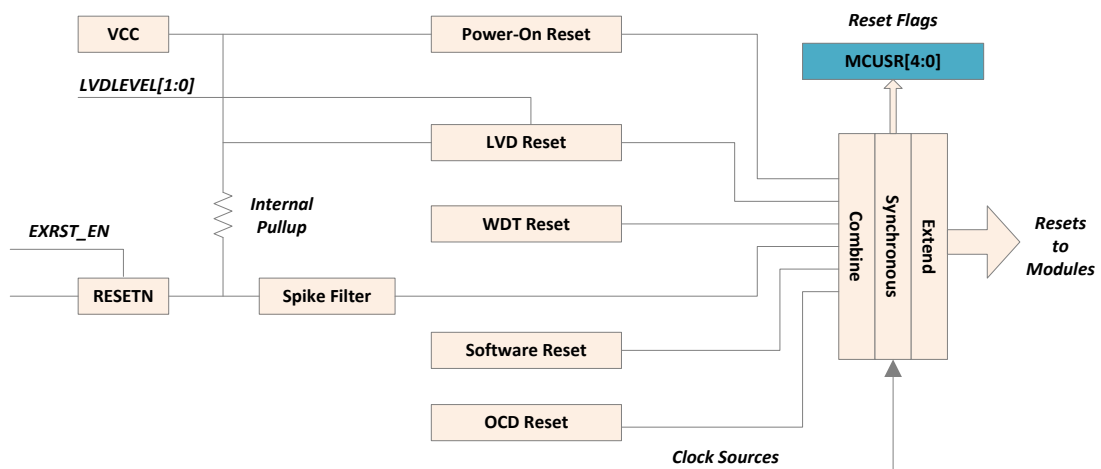 Reset Flags
VCC
Power-On Reset
MCUSR[4:0]
LVDLEVEL[1:0]
LVD Reset
Internal
Pullup
WDT Reset
EXRST_EN
RESETN
Spike Filter
Software Reset
OCD Reset
Clock Sources
Combine
Synchronous
Extend
Resets
to
Modules